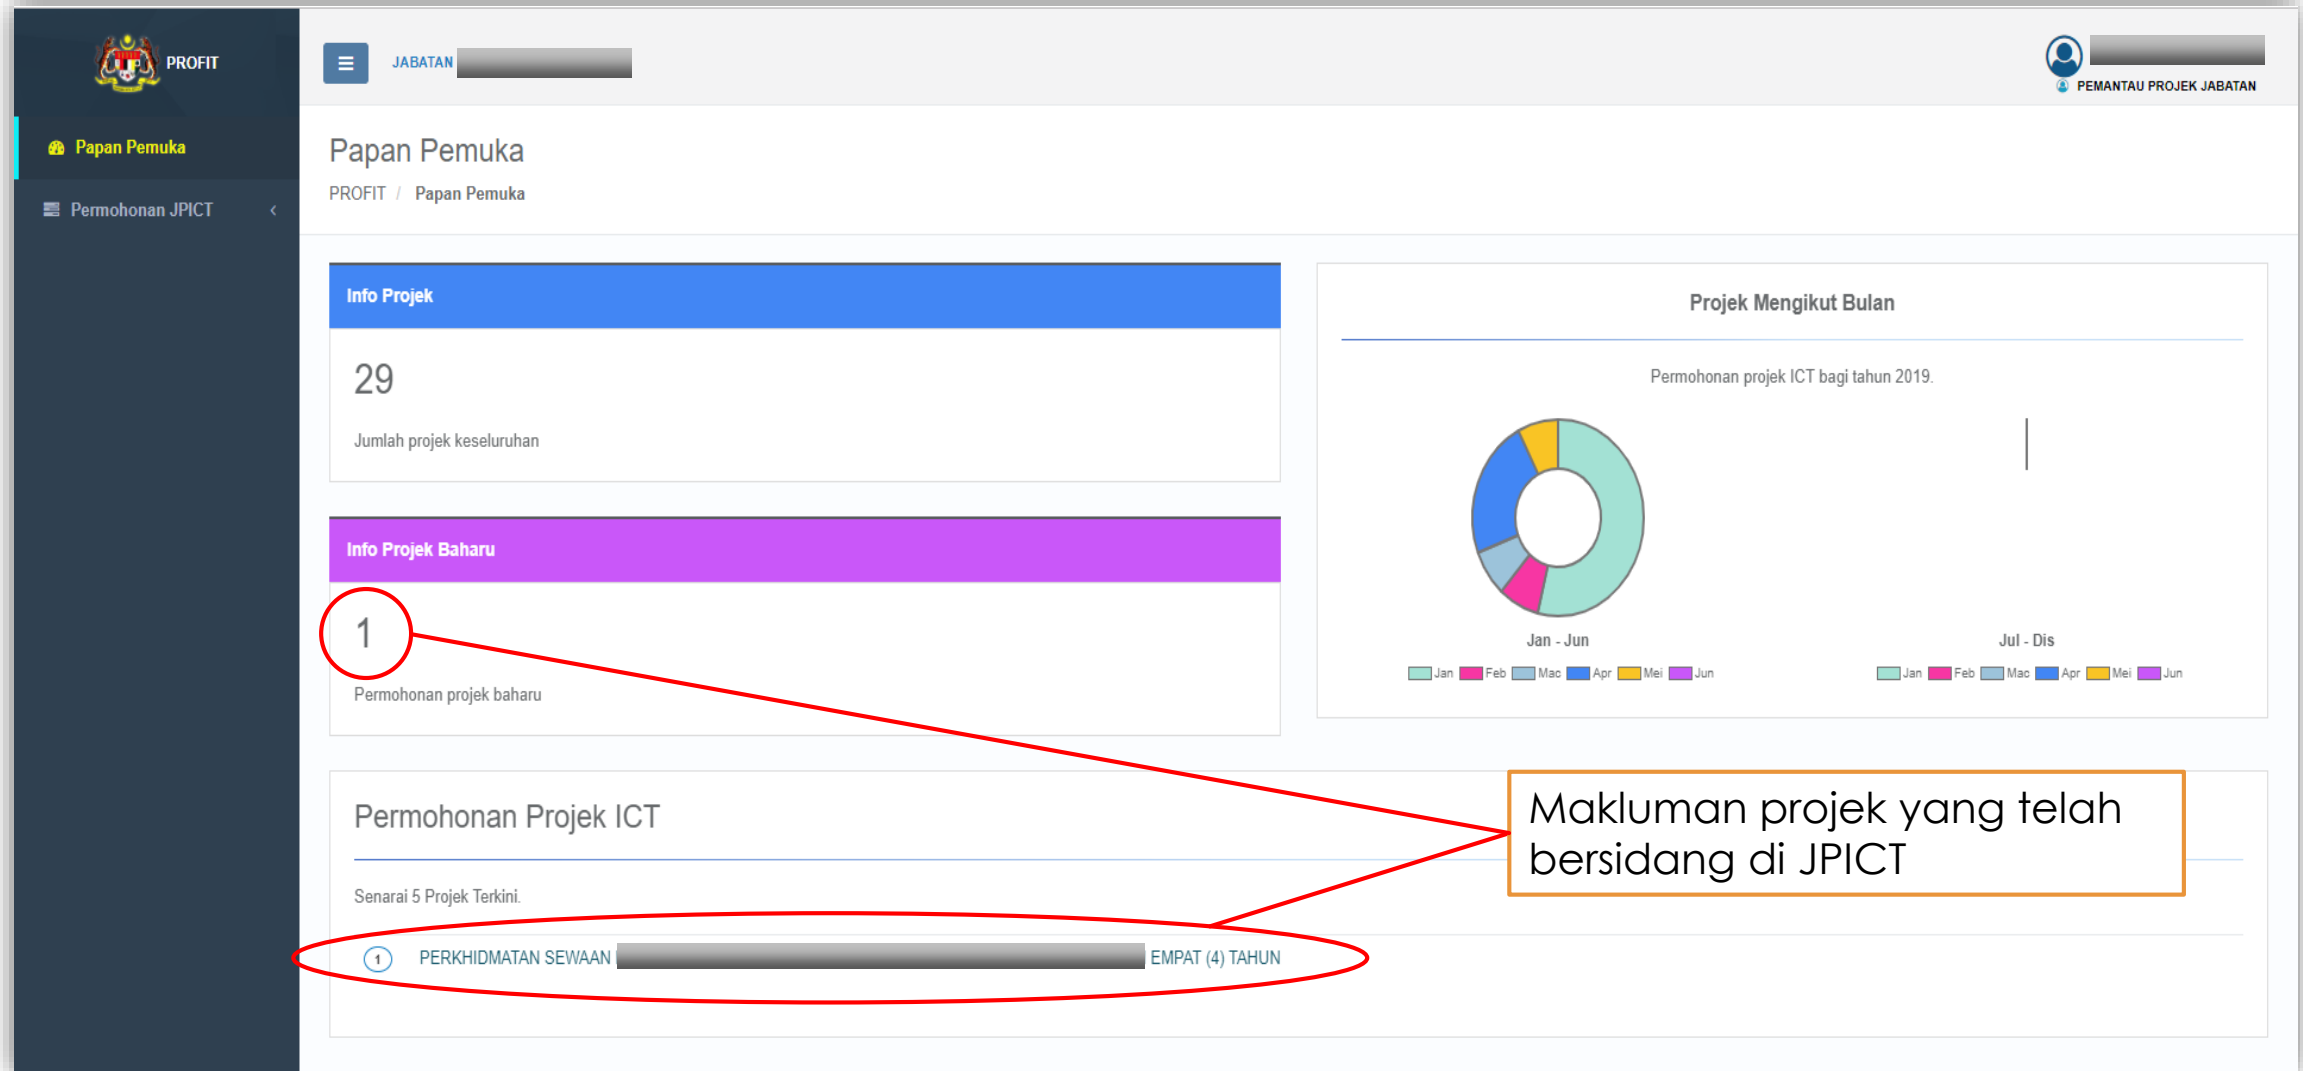 PROFIT
JABATAN
PEMANTAU PROJEK JABATAN
Papan Pemuka
Permohonan JPICT
Papan Pemuka
PROFIT / Papan Pemuka
Info Projek
29
Jumlah projek keseluruhan
Info Projek Baharu
1
Permohonan projek baharu
Projek Mengikut Bulan
Permohonan projek ICT bagi tahun 2019.
Jan - Jun
Jan Feb Mac Apr Mei Jun
Jul - Dis
Jan Feb Mac Apr Mei Jun
Permohonan Projek ICT
Senarai 5 Projek Terkini.
1 PERKHIDMATAN SEWAAN EMPAT (4) TAHUN
Makluman projek yang telah
bersidang di JPICT